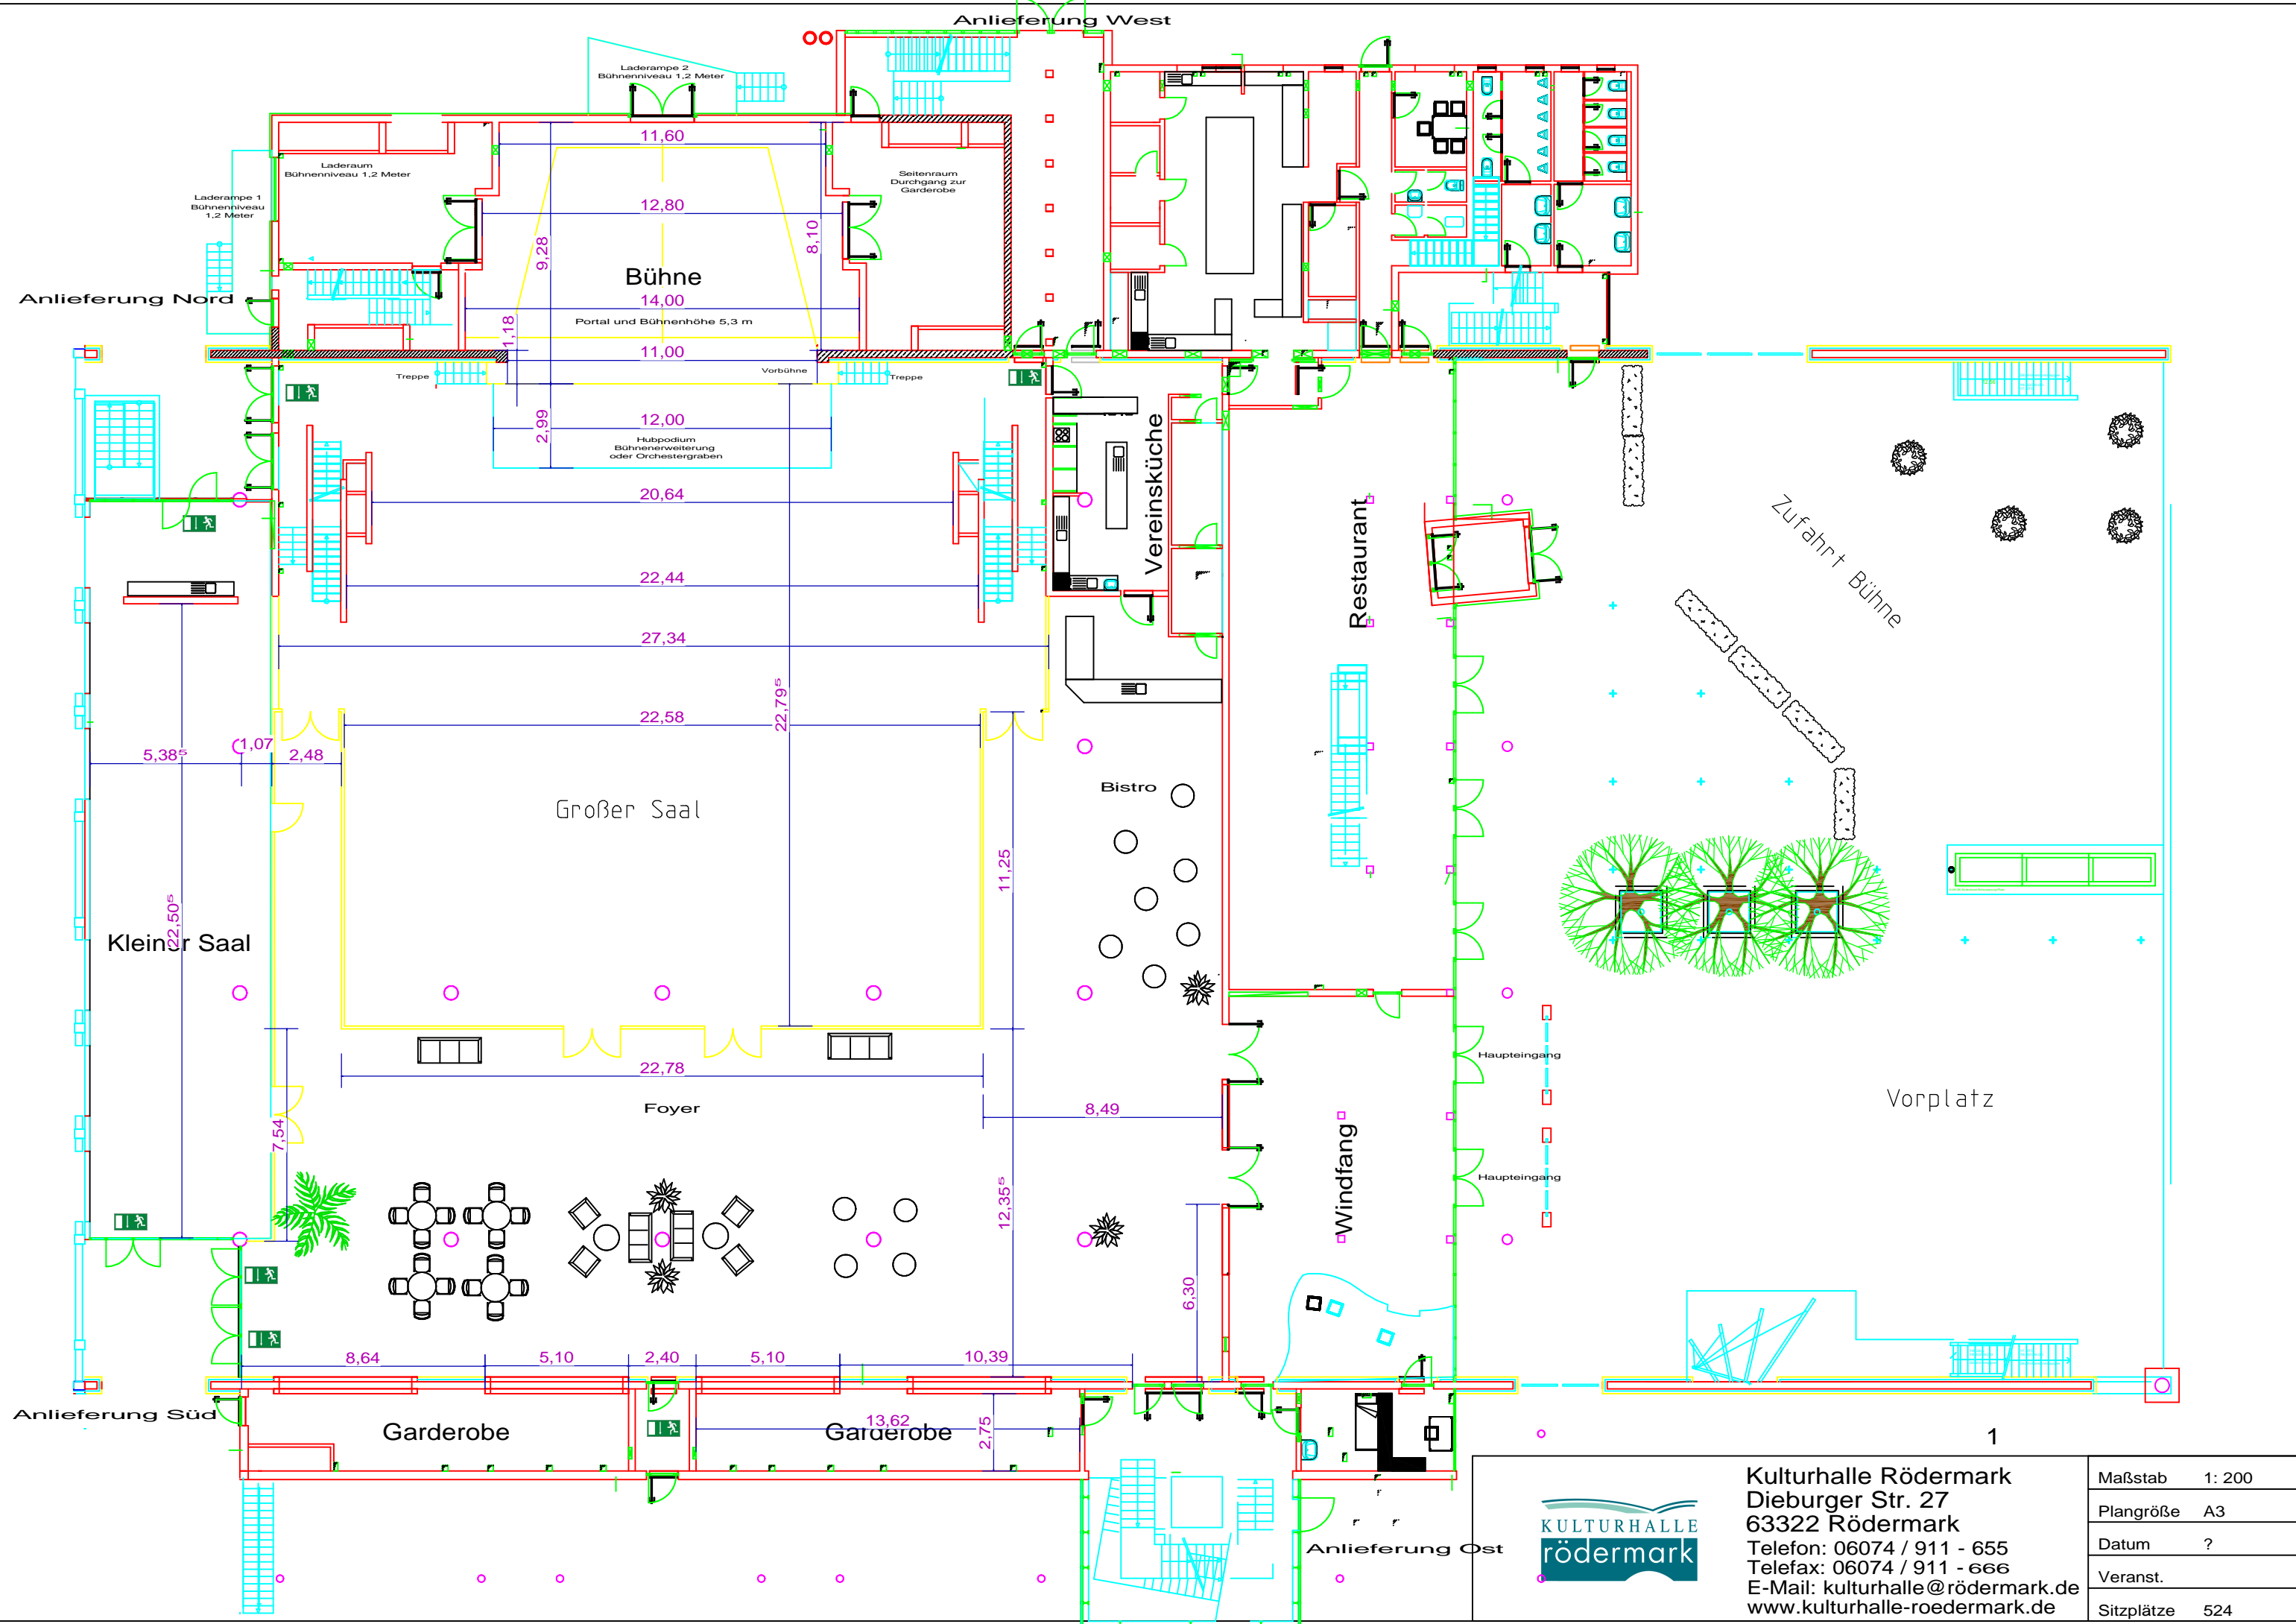 Anlieferung West
Laderampe 2
Bühnenniveau 1,2 Meter
11,60
Laderaum
Bühnenniveau 1,2 Meter
Seitenraum
Durchgang zur
Garderobe
Laderampe 1
Bühnenniveau
1,2 Meter
12,80
9,28
8,10
Bühne
Anlieferung Nord
14,00
Portal und Bühnenhöhe 5,3 m
1,18
11,00
Treppe
Vorbühne
Treppe
2,99
12,00
Hubpodium
Bühnenerweiterung
oder Orchestergraben
Vereinsküche
Restaurant
Zufahrt Bühne
20,64
22,44
27,34
22,79⁵
22,58
5,38⁵
1,07
2,48
Großer Saal
Bistro
11,25
22,50⁵
Kleiner Saal
22,78
Foyer
8,49
7,54
12,35⁵
Haupteingang
Vorplatz
Windfang
Haupteingang
6,30
8,64
5,10
2,40
5,10
10,39
Anlieferung Süd
Garderobe
13,62
Garderobe
2,75
1
Anlieferung Ost
KULTURHALLE
rödermark
Kulturhalle Rödermark
Dieburger Str. 27
63322 Rödermark
Telefon: 06074 / 911 - 655
Telefax: 06074 / 911 - 666
E-Mail: kulturhalle@rödermark.de
www.kulturhalle-roedermark.de
Maßstab 1: 200
Plangröße A3
Datum ?
Veranst.
Sitzplätze 524